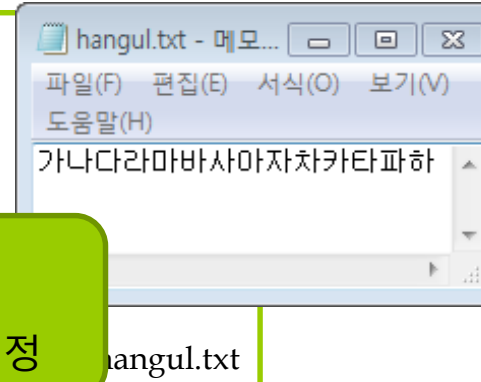 hangul.txt - 메모...
파일(F) 편집(E) 서식(O) 보기(V)
도움말(H)
가나다라마바사아자차카타파하
정
hangul.txt